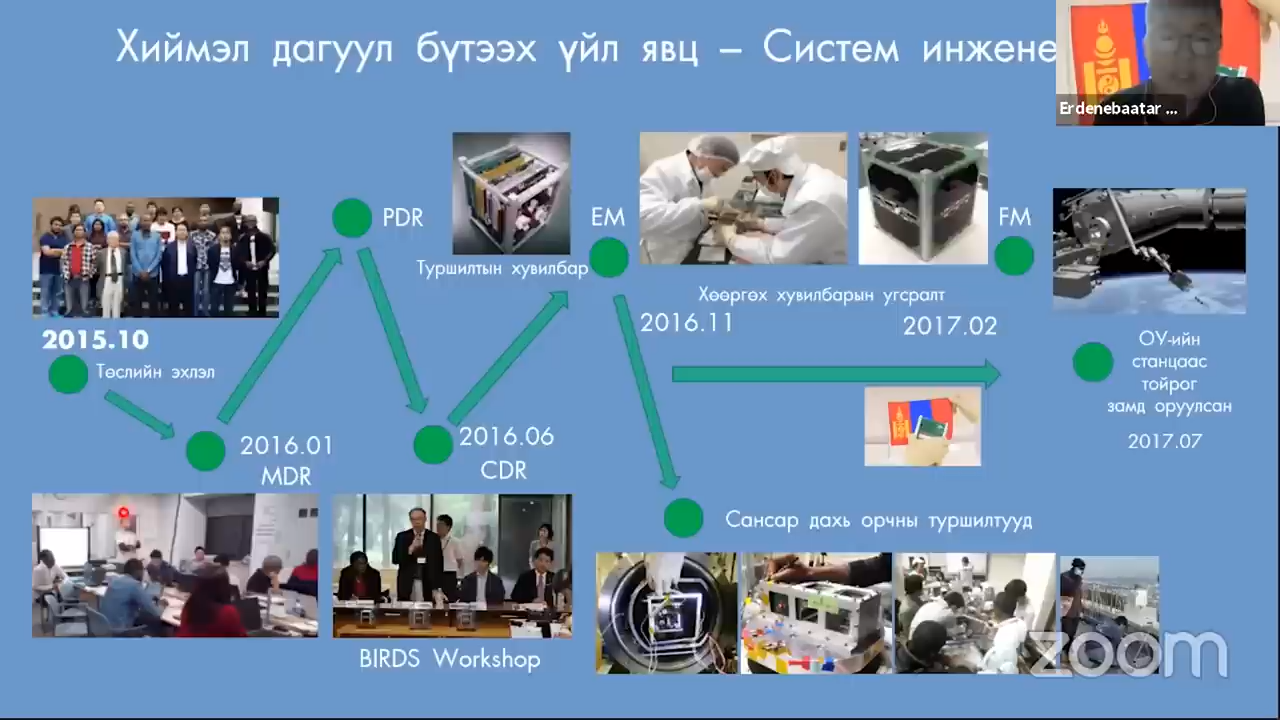 Хиймэл дагуул бүтээх үйл явц – Систем инжене
Erdenebaatar ...
PDR
EM
FM
Туршилтын хувилбар
Хөөргөх хувилбарын угсралт
2016.11
2017.02
2015.10
Төслийн эхлэл
ОУ-ийн
станцаас
тойрог
замд оруулсан
2017.07
2016.01
MDR
2016.06
CDR
Сансар дахь орчны туршилтууд
BIRDS Workshop
zoom